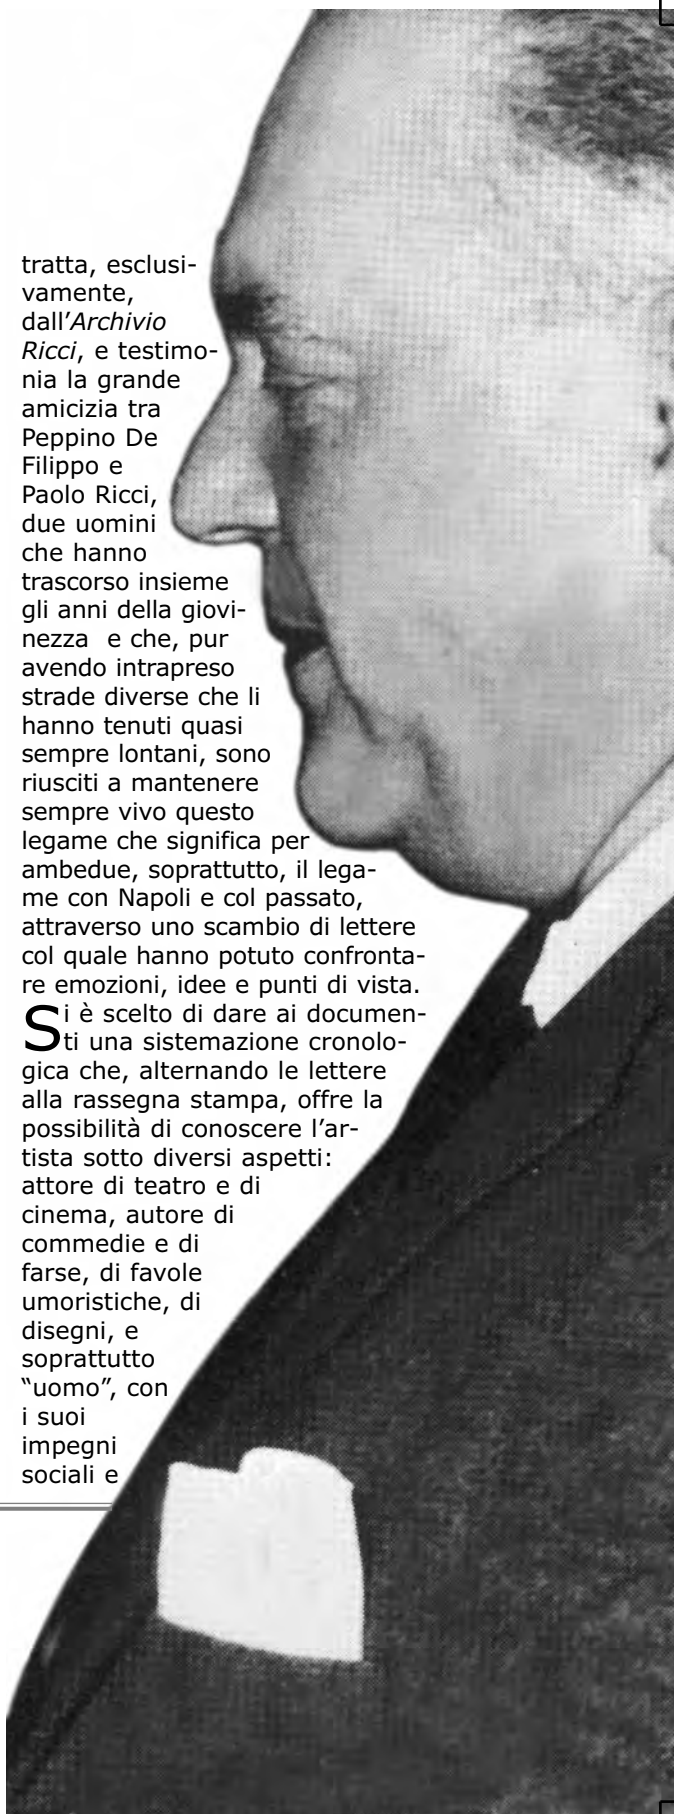 tratta, esclusi-
vamente,
dall’Archivio
Ricci, e testimo-
nia la grande
amicizia tra
Peppino De
Filippo e
Paolo Ricci,
due uomini
che hanno
trascorso insieme
gli anni della giovi-
nezza  e che, pur
avendo intrapreso
strade diverse che li
hanno tenuti quasi
sempre lontani, sono
riusciti a mantenere
sempre vivo questo
legame che significa per
ambedue, soprattutto, il lega-
me con Napoli e col passato,
attraverso uno scambio di lettere
col quale hanno potuto confronta-
re emozioni, idee e punti di vista.
Si è scelto di dare ai documen-
ti una sistemazione cronolo-
gica che, alternando le lettere
alla rassegna stampa, offre la
possibilità di conoscere l’ar-
tista sotto diversi aspetti:
attore di teatro e di
cinema, autore di
commedie e di
farse, di favole
umoristiche, di
disegni, e
soprattutto
“uomo”, con
i suoi
impegni
sociali e